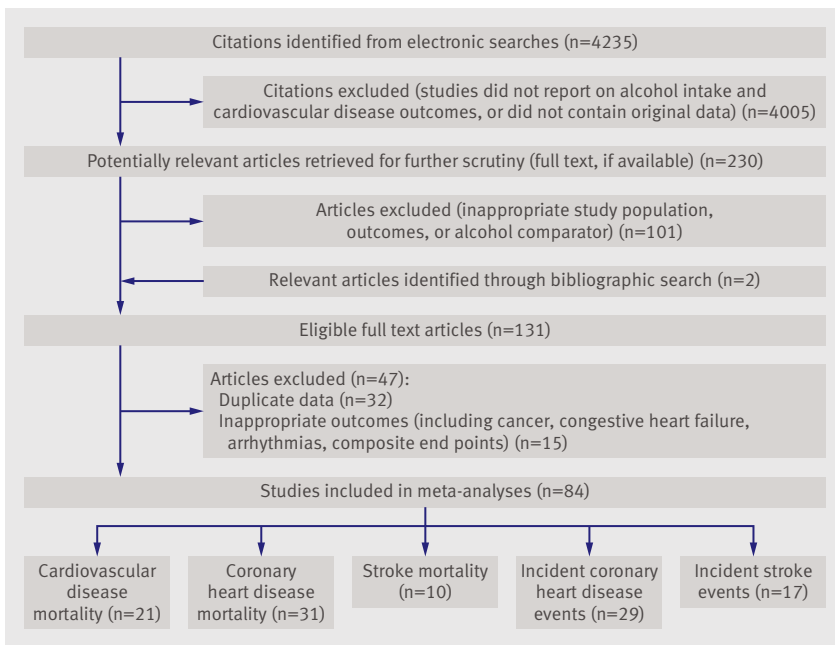 Citations identified from electronic searches (n=4235)
Citations excluded (studies did not report on alcohol intake and
cardiovascular disease outcomes, or did not contain original data) (n=4005)
Potentially relevant articles retrieved for further scrutiny (full text, if available) (n=230)
Articles excluded (inappropriate study population,
outcomes, or alcohol comparator) (n=101)
Relevant articles identified through bibliographic search (n=2)
Eligible full text articles (n=131)
Articles excluded (n=47):
Duplicate data (n=32)
Inappropriate outcomes (including cancer, congestive heart failure,
arrhythmias, composite end points) (n=15)
Studies included in meta-analyses (n=84)
Cardiovascular
disease
mortality (n=21)
Coronary
heart disease
mortality (n=31)
Stroke mortality
(n=10)
Incident coronary
heart disease
events (n=29)
Incident stroke
events (n=17)